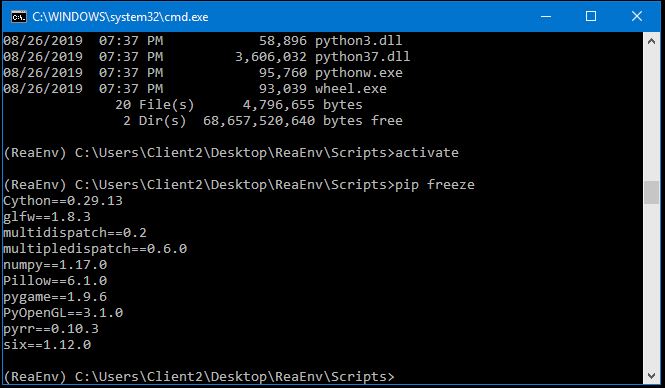 C:\WINDOWS\system32\cmd.exe
08/26/2019  07:37 PM            58,896 python3.dll
08/26/2019  07:37 PM         3,606,032 python37.dll
08/26/2019  07:37 PM            95,760 pythonw.exe
08/26/2019  07:37 PM            93,039 wheel.exe
              20 File(s)      4,796,655 bytes
               2 Dir(s)  68,657,520,640 bytes free
(ReaEnv) C:\Users\Client2\Desktop\ReaEnv\Scripts>activate
(ReaEnv) C:\Users\Client2\Desktop\ReaEnv\Scripts>pip freeze
Cython==0.29.13
glfw==1.8.3
multidispatch==0.2
multipledispatch==0.6.0
numpy==1.17.0
Pillow==6.1.0
pygame==1.9.6
PyOpenGL==3.1.0
pyrr==0.10.3
six==1.12.0
(ReaEnv) C:\Users\Client2\Desktop\ReaEnv\Scripts>